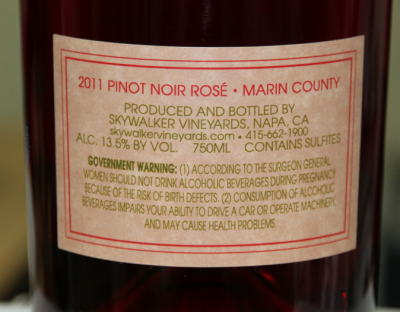 2011 PINOT NOIR ROSÉ • MARIN COUNTY
PRODUCED AND BOTTLED BY
SKYWALKER VINEYARDS, NAPA, CA
skywalkervineyards.com • 415-662-1900
ALC. 13.5% BY VOL. 750ML CONTAINS SULFITES
GOVERNMENT WARNING: (1) ACCORDING TO THE SURGEON GENERAL
WOMEN SHOULD NOT DRINK ALCOHOLIC BEVERAGES DURING PREGNANCY
BECAUSE OF THE RISK OF BIRTH DEFECTS. (2) CONSUMPTION OF ALCOHOLIC
BEVERAGES IMPAIRS YOUR ABILITY TO DRIVE A CAR OR OPERATE MACHINERY,
AND MAY CAUSE HEALTH PROBLEMS.